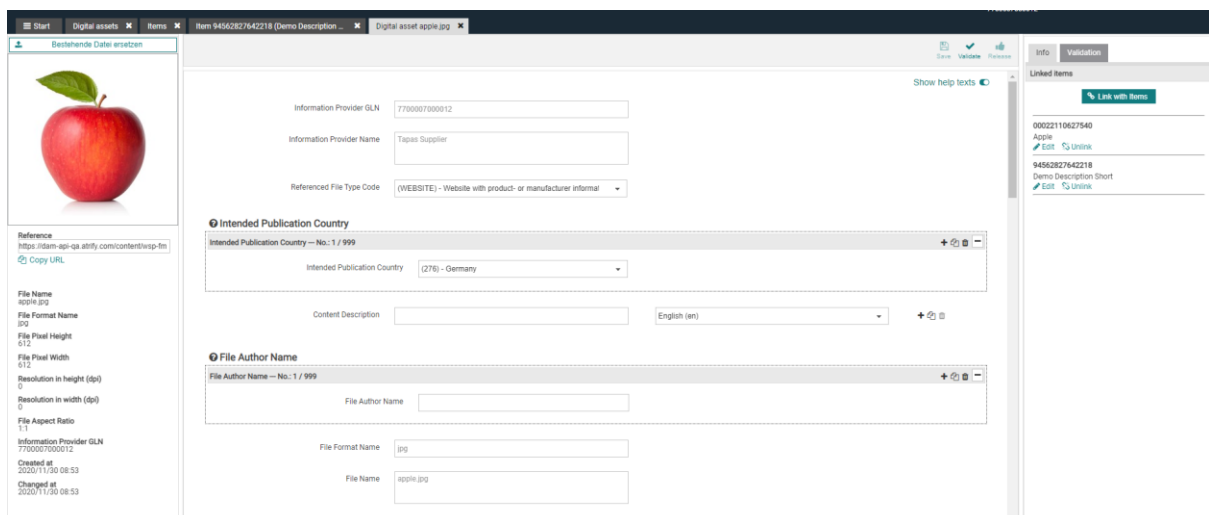 Start
Digital assets ✖
Items ✖
Item 94562827642218 (Demo Description ... ✖
Digital asset apple.jpg ✖
Bestehende Datei ersetzen
Reference
https://dam-api-qa.atrify.com/content/wsp-fm
Copy URL
File Name
apple.jpg
File Format Name
jpg
File Pixel Height
612
File Pixel Width
612
Resolution in height (dpi)
0
Resolution in width (dpi)
0
File Aspect Ratio
1:1
Information Provider GLN
7700007000012
Created at
2020/11/30 08:53
Changed at
2020/11/30 08:53
Save Validate Release
Show help texts
Information Provider GLN
7700007000012
Information Provider Name
Tapas Supplier
Referenced File Type Code
(WEBSITE) - Website with product- or manufacturer informat
Intended Publication Country
Intended Publication Country — No.: 1 / 999
Intended Publication Country
(276) - Germany
Content Description
English (en)
File Author Name
File Author Name — No.: 1 / 999
File Author Name
File Format Name
jpg
File Name
apple.jpg
Info
Validation
Linked items
Link with Items
00022110627540
Apple
Edit Unlink
94562827642218
Demo Description Short
Edit Unlink